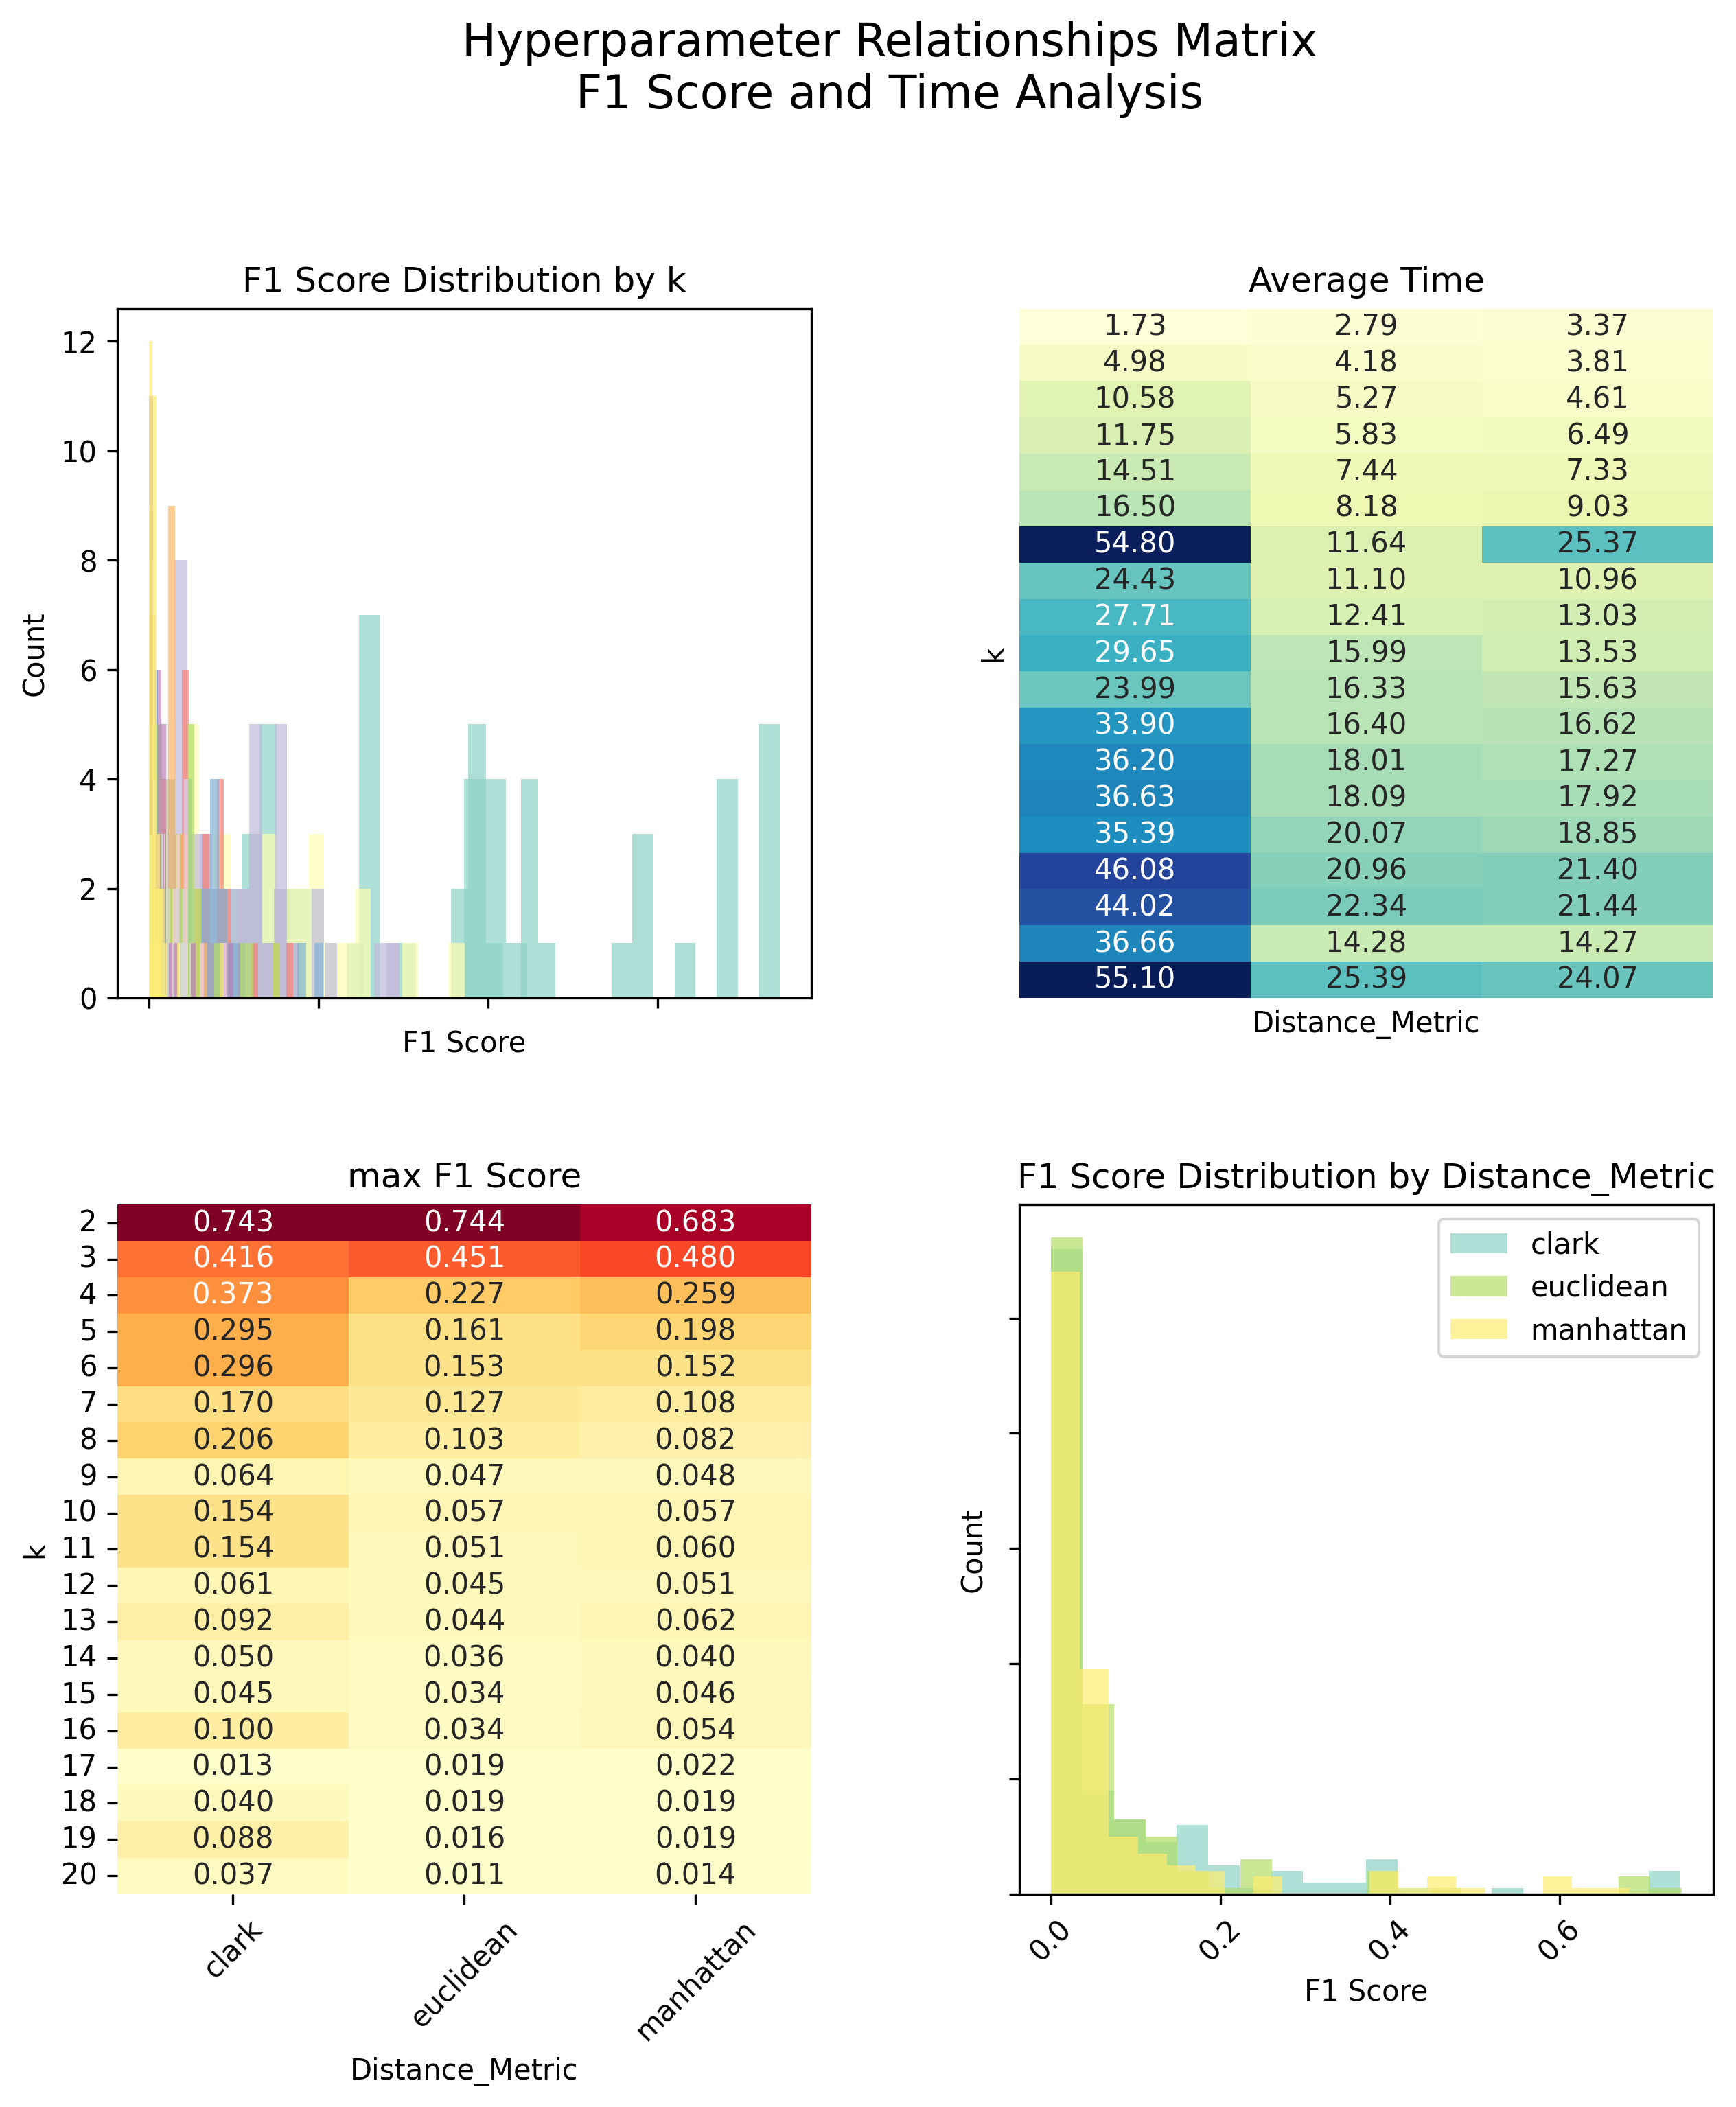 Hyperparameter Relationships Matrix
F1 Score and Time Analysis
F1 Score Distribution by k
12
10
8
6
4
2
0
Count
F1 Score
Average Time
1.73 2.79 3.37
4.98 4.18 3.81
10.58 5.27 4.61
11.75 5.83 6.49
14.51 7.44 7.33
16.50 8.18 9.03
54.80 11.64 25.37
24.43 11.10 10.96
27.71 12.41 13.03
29.65 15.99 13.53
23.99 16.33 15.63
33.90 16.40 16.62
36.20 18.01 17.27
36.63 18.09 17.92
35.39 20.07 18.85
46.08 20.96 21.40
44.02 22.34 21.44
36.66 14.28 14.27
55.10 25.39 24.07
k
Distance_Metric
max F1 Score
2 0.743 0.744 0.683
3 0.416 0.451 0.480
4 0.373 0.227 0.259
5 0.295 0.161 0.198
6 0.296 0.153 0.152
7 0.170 0.127 0.108
8 0.206 0.103 0.082
9 0.064 0.047 0.048
10 0.154 0.057 0.057
11 0.154 0.051 0.060
12 0.061 0.045 0.051
13 0.092 0.044 0.062
14 0.050 0.036 0.040
15 0.045 0.034 0.046
16 0.100 0.034 0.054
17 0.013 0.019 0.022
18 0.040 0.019 0.019
19 0.088 0.016 0.019
20 0.037 0.011 0.014
k
clark euclidean manhattan
Distance_Metric
F1 Score Distribution by Distance_Metric
clark
euclidean
manhattan
Count
0.0 0.2 0.4 0.6
F1 Score